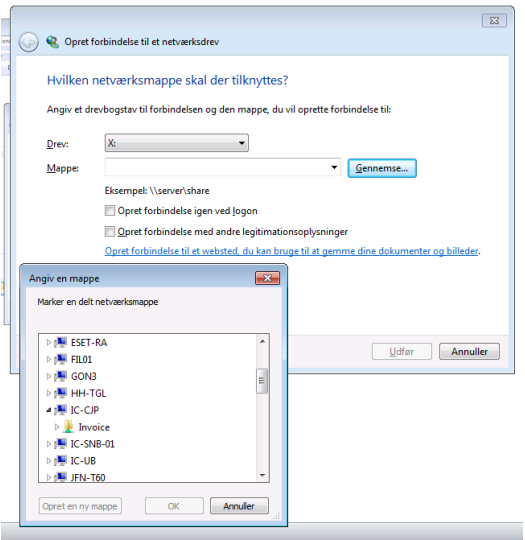 Opret forbindelse til et netværksdrev
Hvilken netværksmappe skal der tilknyttes?
Angiv et drevbogstav til forbindelsen og den mappe, du vil oprette forbindelse til:
Drev:
X:
Mappe:
Gennemse...
Eksempel: \\server\share
Opret forbindelse igen ved logon
Opret forbindelse med andre legitimationsoplysninger
Opret forbindelse til et websted, du kan bruge til at gemme dine dokumenter og billeder.
Udfør
Annuller
Angiv en mappe
Marker en delt netværksmappe
ESET-RA
FIL01
GON3
HH-TGL
IC-CJP
Invoice
IC-SNB-01
IC-UB
JFN-T60
Opret en ny mappe
OK
Annuller